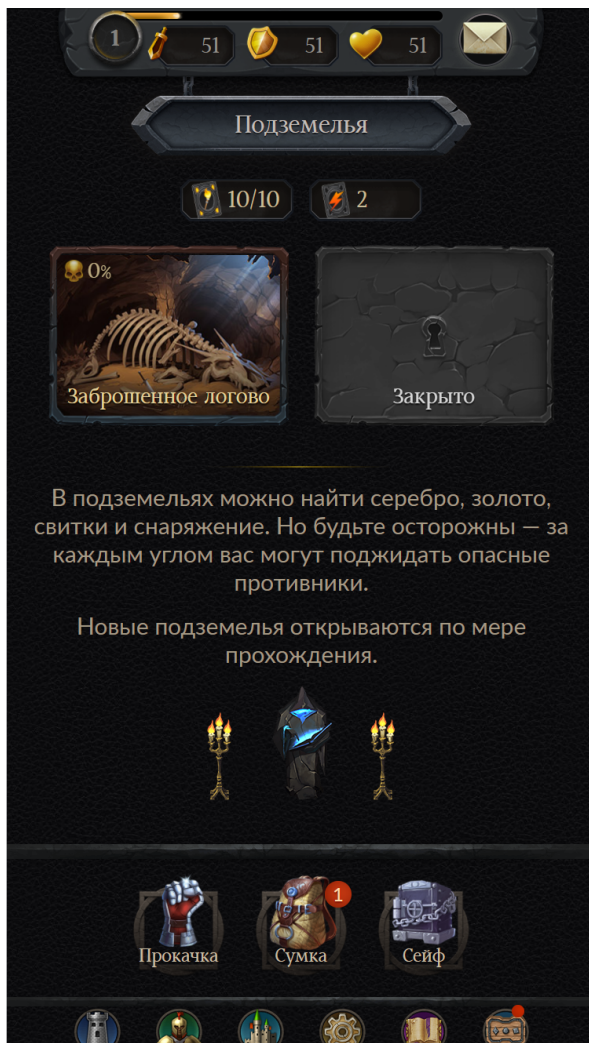 1 51 51 51
Подземелья
10/10 2
0%
Заброшенное логово
Закрыто
В подземельях можно найти серебро, золото,
свитки и снаряжение. Но будьте осторожны — за
каждым углом вас могут поджидать опасные
противники.
Новые подземелья открываются по мере
прохождения.
1
Прокачка Сумка Сейф